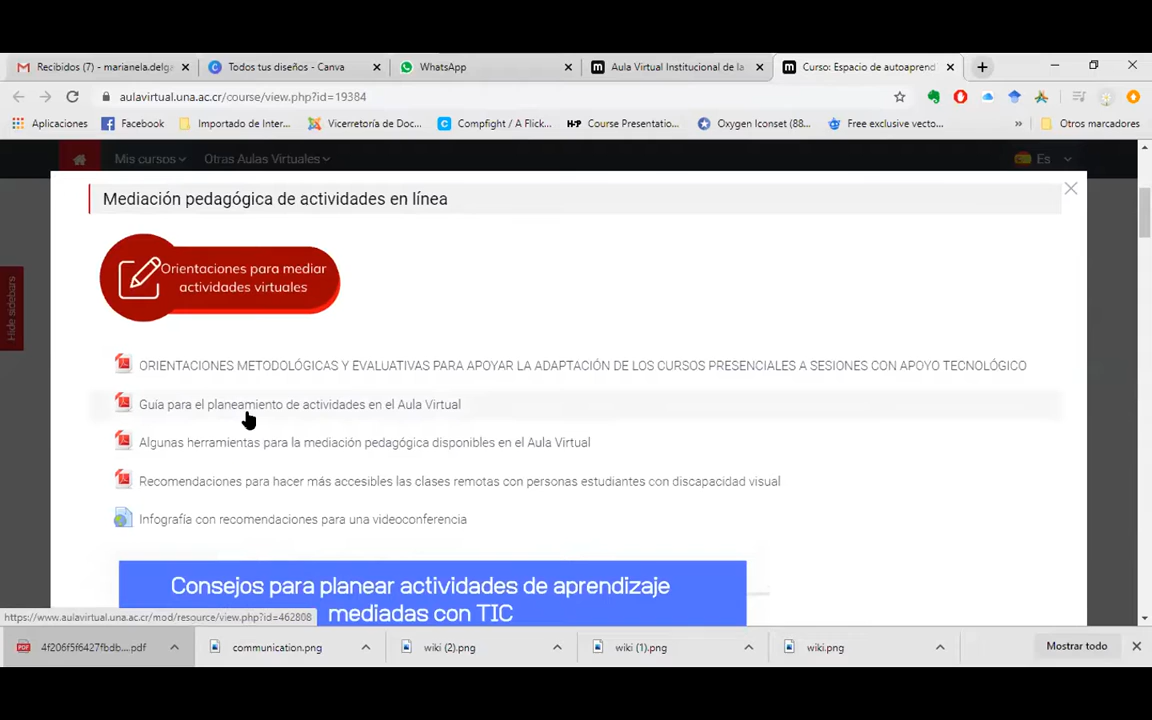 Recibidos (7) - marianela.delg
Todos tus diseños - Canva
WhatsApp
Aula Virtual Institucional de la
Curso: Espacio de autoaprend
aulavirtual.una.ac.cr/course/view.php?id=19384
Aplicaciones
Facebook
Importado de Inter...
Vicerretoría de Doc...
Compfight / A Flick...
H-P
Course Presentatio...
Oxygen Iconset (88...
Free exclusive vecto...
»
Otros marcadores
Mis cursos
Otras Aulas Virtuales
Es
Hide sidebars
Mediación pedagógica de actividades en línea
Orientaciones para mediar
actividades virtuales
ORIENTACIONES METODOLÓGICAS Y EVALUATIVAS PARA APOYAR LA ADAPTACIÓN DE LOS CURSOS PRESENCIALES A SESIONES CON APOYO TECNOLÓGICO
Guía para el planeamiento de actividades en el Aula Virtual
Algunas herramientas para la mediación pedagógica disponibles en el Aula Virtual
Recomendaciones para hacer más accesibles las clases remotas con personas estudiantes con discapacidad visual
Infografía con recomendaciones para una videoconferencia
Consejos para planear actividades de aprendizaje
mediadas con TIC
https://www.aulavirtual.una.ac.cr/mod/resource/view.php?id=462808
4f206f5f6427fbdb....pdf
communication.png
wiki (2).png
wiki (1).png
wiki.png
Mostrar todo